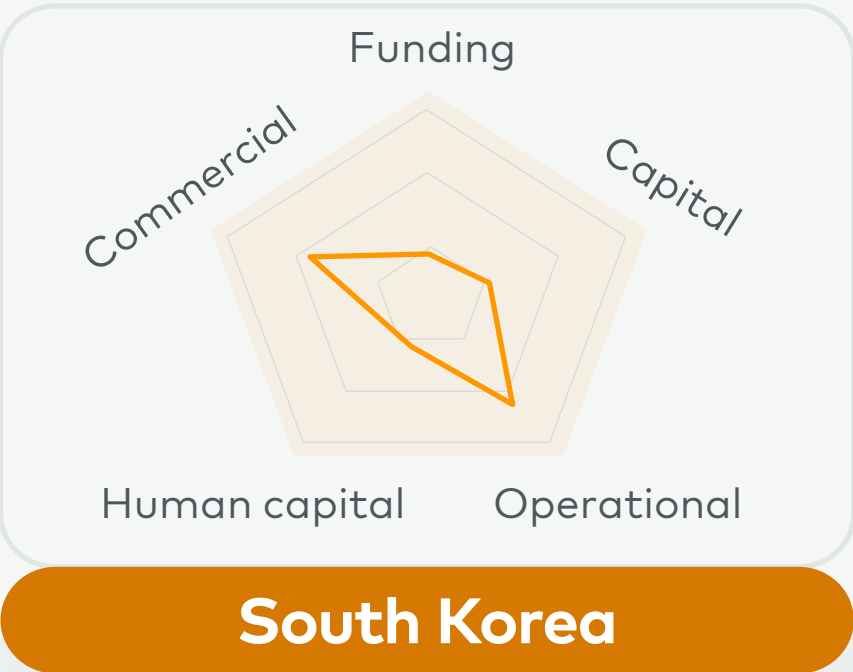 Funding
Commercial
Capital
Human capital
Operational
South Korea